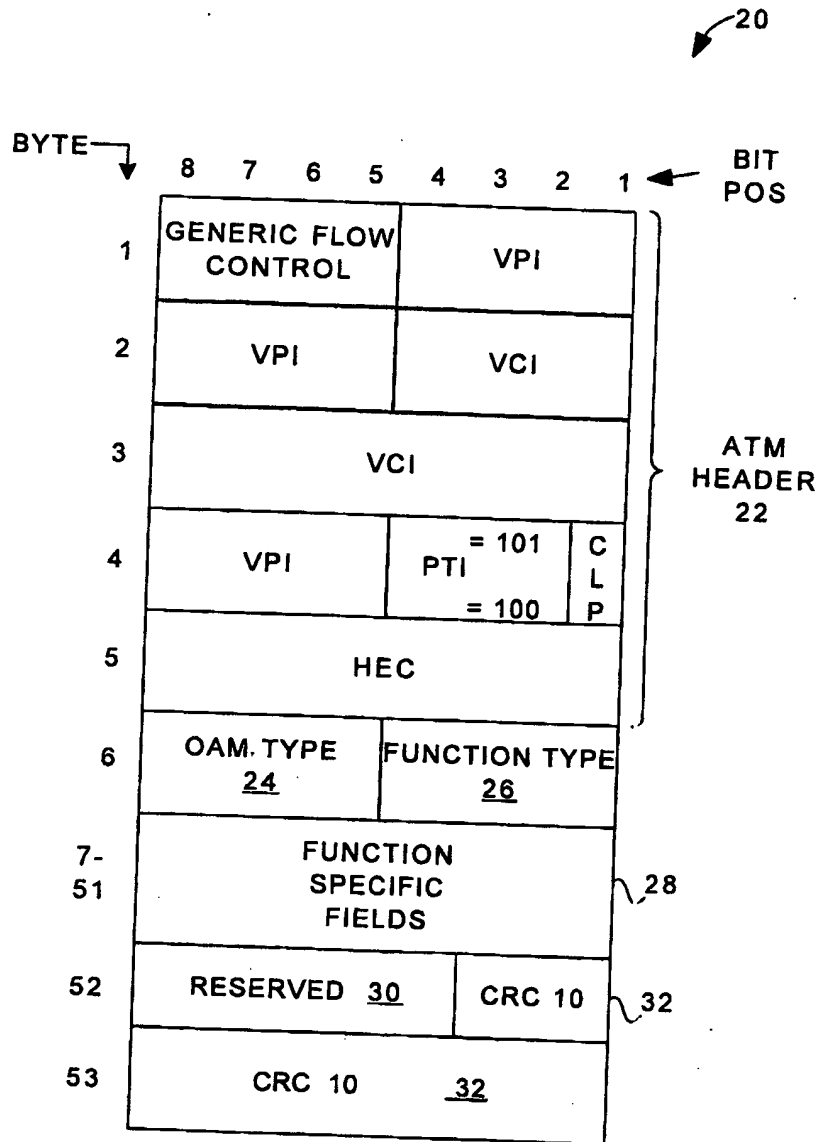 20
BYTE
8 7 6 5 4 3 2 1
BIT
POS
1
GENERIC FLOW
CONTROL
VPI
2
VPI
VCI
3
VCI
ATM
HEADER
22
4
VPI
PTI
= 101
= 100
C
L
P
5
HEC
6
OAM TYPE
24
FUNCTION TYPE
26
7-
51
FUNCTION
SPECIFIC
FIELDS
28
52
RESERVED 30
CRC 10
32
53
CRC 10 32